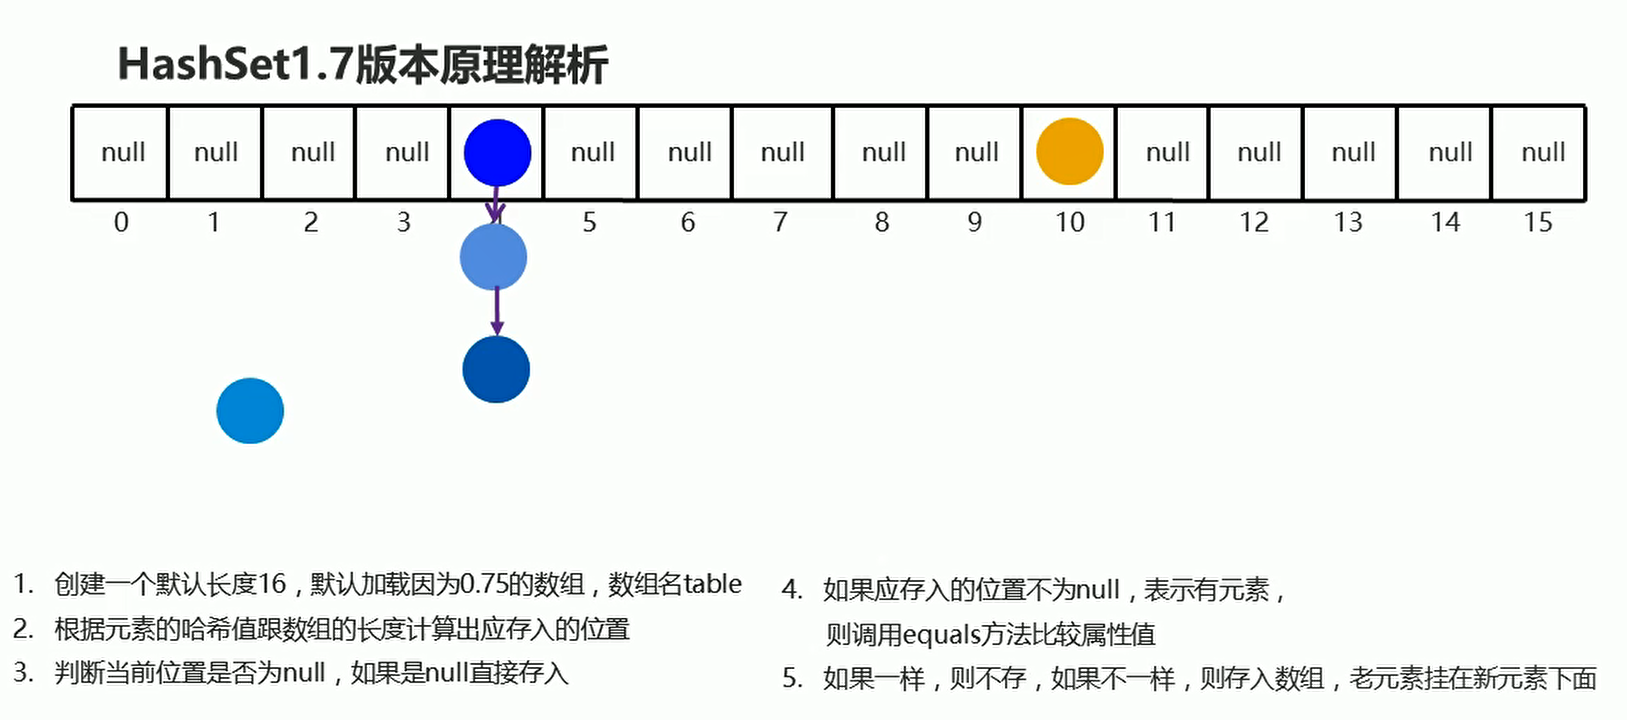 HashSet1.7版本原理解析
null null null null null null null null null null null null null null
0 1 2 3 5 6 7 8 9 10 11 12 13 14 15
1. 创建一个默认长度16，默认加载因为0.75的数组，数组名table
2. 根据元素的哈希值跟数组的长度计算出应存入的位置
3. 判断当前位置是否为null，如果是null直接存入
4. 如果应存入的位置不为null，表示有元素，
则调用equals方法比较属性值
5. 如果一样，则不存，如果不一样，则存入数组，老元素挂在新元素下面